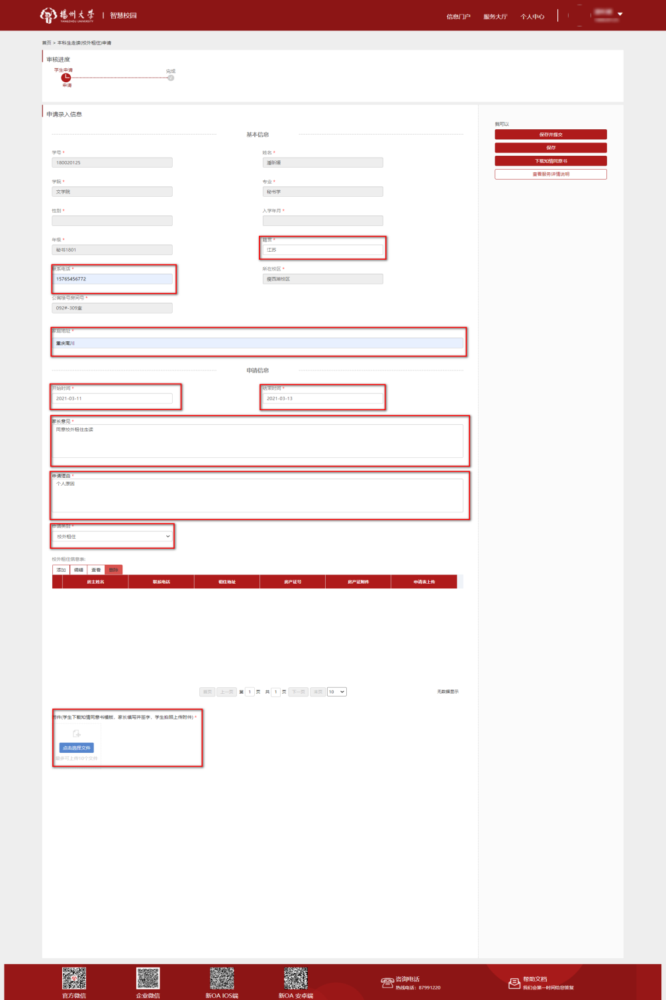 揚州大学 | 智慧校园
YANGZHOU UNIVERSITY
信息门户 服务大厅 个人中心
首页 > 本科生走读(校外租住)申请
审核进度
学生申请 完成
申请
申请录入信息
我可以
保存并提交
保存
下载知情同意书
查看服务详情说明
基本信息
学号 * 姓名 *
180020125 潘昕媛
学院 * 专业 *
文学院 秘书学
性别 * 入学年月 *
年级 * 籍贯 *
秘书1801 江苏
联系电话 * 所在校区 *
15765456772 瘦西湖校区
公寓楼号房间号 *
092#-309室
家庭地址 *
重庆南川
申请信息
开始时间 * 结束时间 *
2021-03-11 2021-03-13
家长意见 *
同意校外租住走读
申请理由 *
个人原因
申请类别 *
校外租住
校外租住信息表:
添加 编辑 查看 删除
房主姓名 联系电话 租住地址 房产证号 房产证附件 申请表上传
首页 上一页 第 1 页 共 1 页 下一页 末页 10 无数据显示
附件(学生下载知情同意书模板，家长填写并签字，学生拍照上传附件) *
点击选择文件
最多可上传10个文件
官方微信 企业微信 新OA IOS端 新OA 安卓端
咨询电话
热线电话：87991220
帮助文档
我们会第一时间给您答复